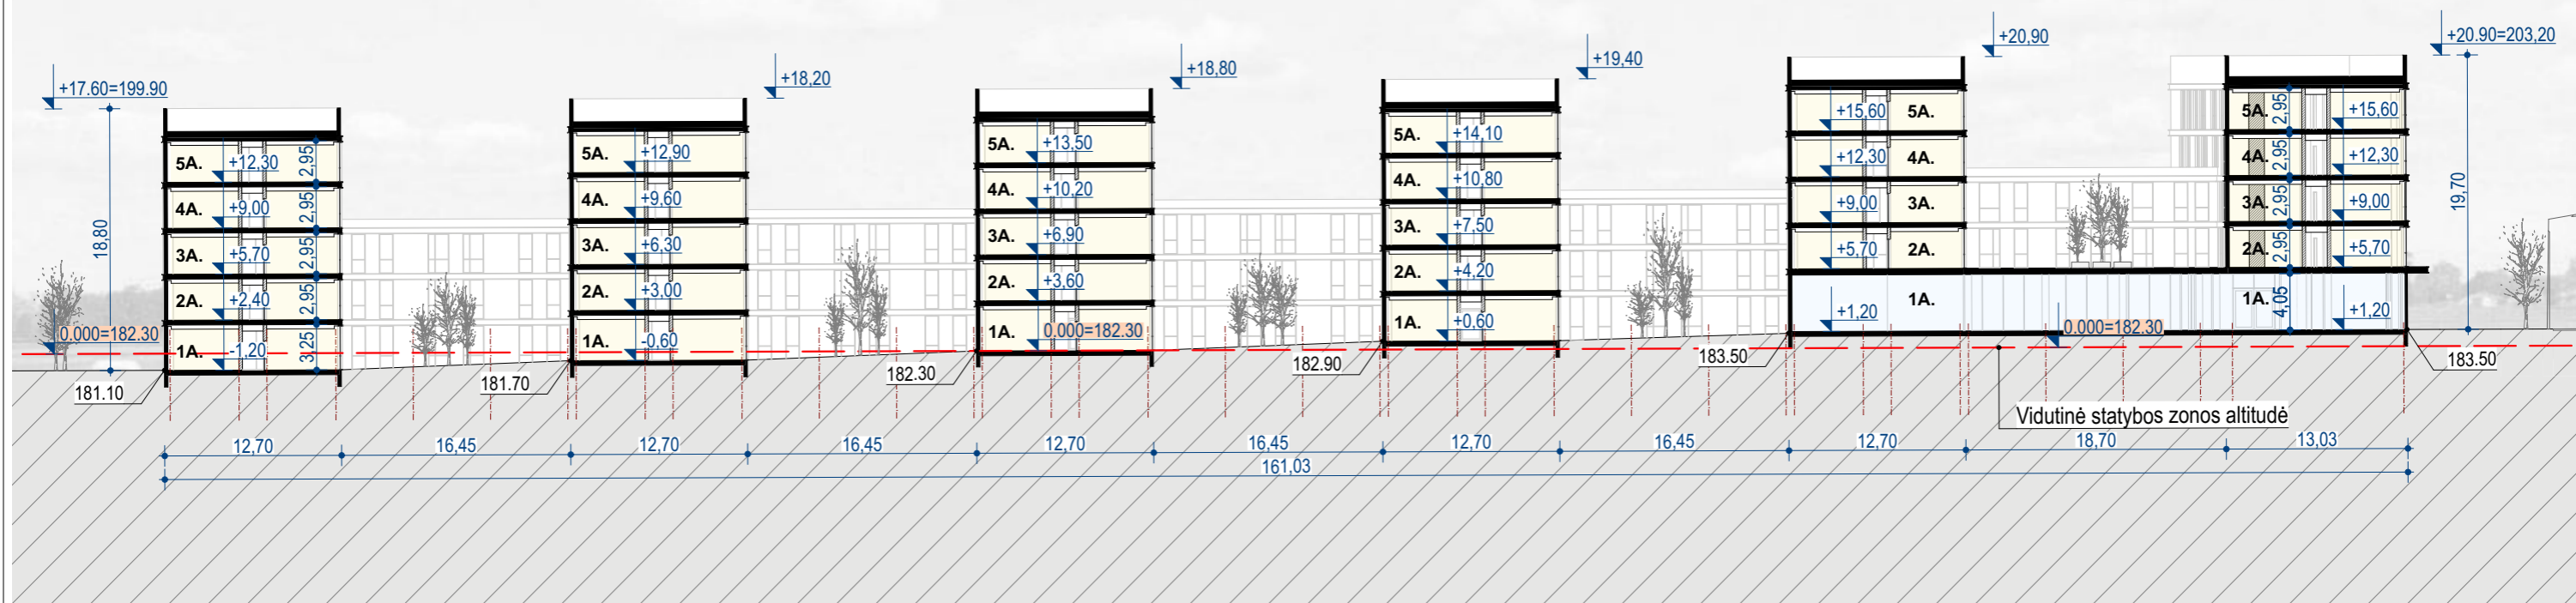 +17.60=199.90
+18,20
+18,80
+19,40
+20,90
+20.90=203,20
18,80
0.000=182.30
181.10
5A. +12,30 2,95
4A. +9,00 2,95
3A. +5,70 2,95
2A. +2,40 2,95
1A. -1,20 3,25
5A. +12,90
4A. +9,60
3A. +6,30
2A. +3,00
1A. -0,60
181.70
5A. +13,50
4A. +10,20
3A. +6,90
2A. +3,60
1A. 0.000=182.30
182.30
5A. +14,10
4A. +10,80
3A. +7,50
2A. +4,20
1A. +0,60
182.90
+15,60 5A.
+12,30 4A.
+9,00 3A.
+5,70 2A.
+1,20 1A.
183.50
0.000=182.30
5A. 2,95 +15,60
4A. 2,95 +12,30
3A. 2,95 +9,00
2A. 2,95 +5,70
1A. 4,05 +1,20
19,70
183.50
Vidutinė statybos zonos altitudė
12,70 16,45 12,70 16,45 12,70 16,45 12,70 16,45 12,70 18,70 13,03
161,03